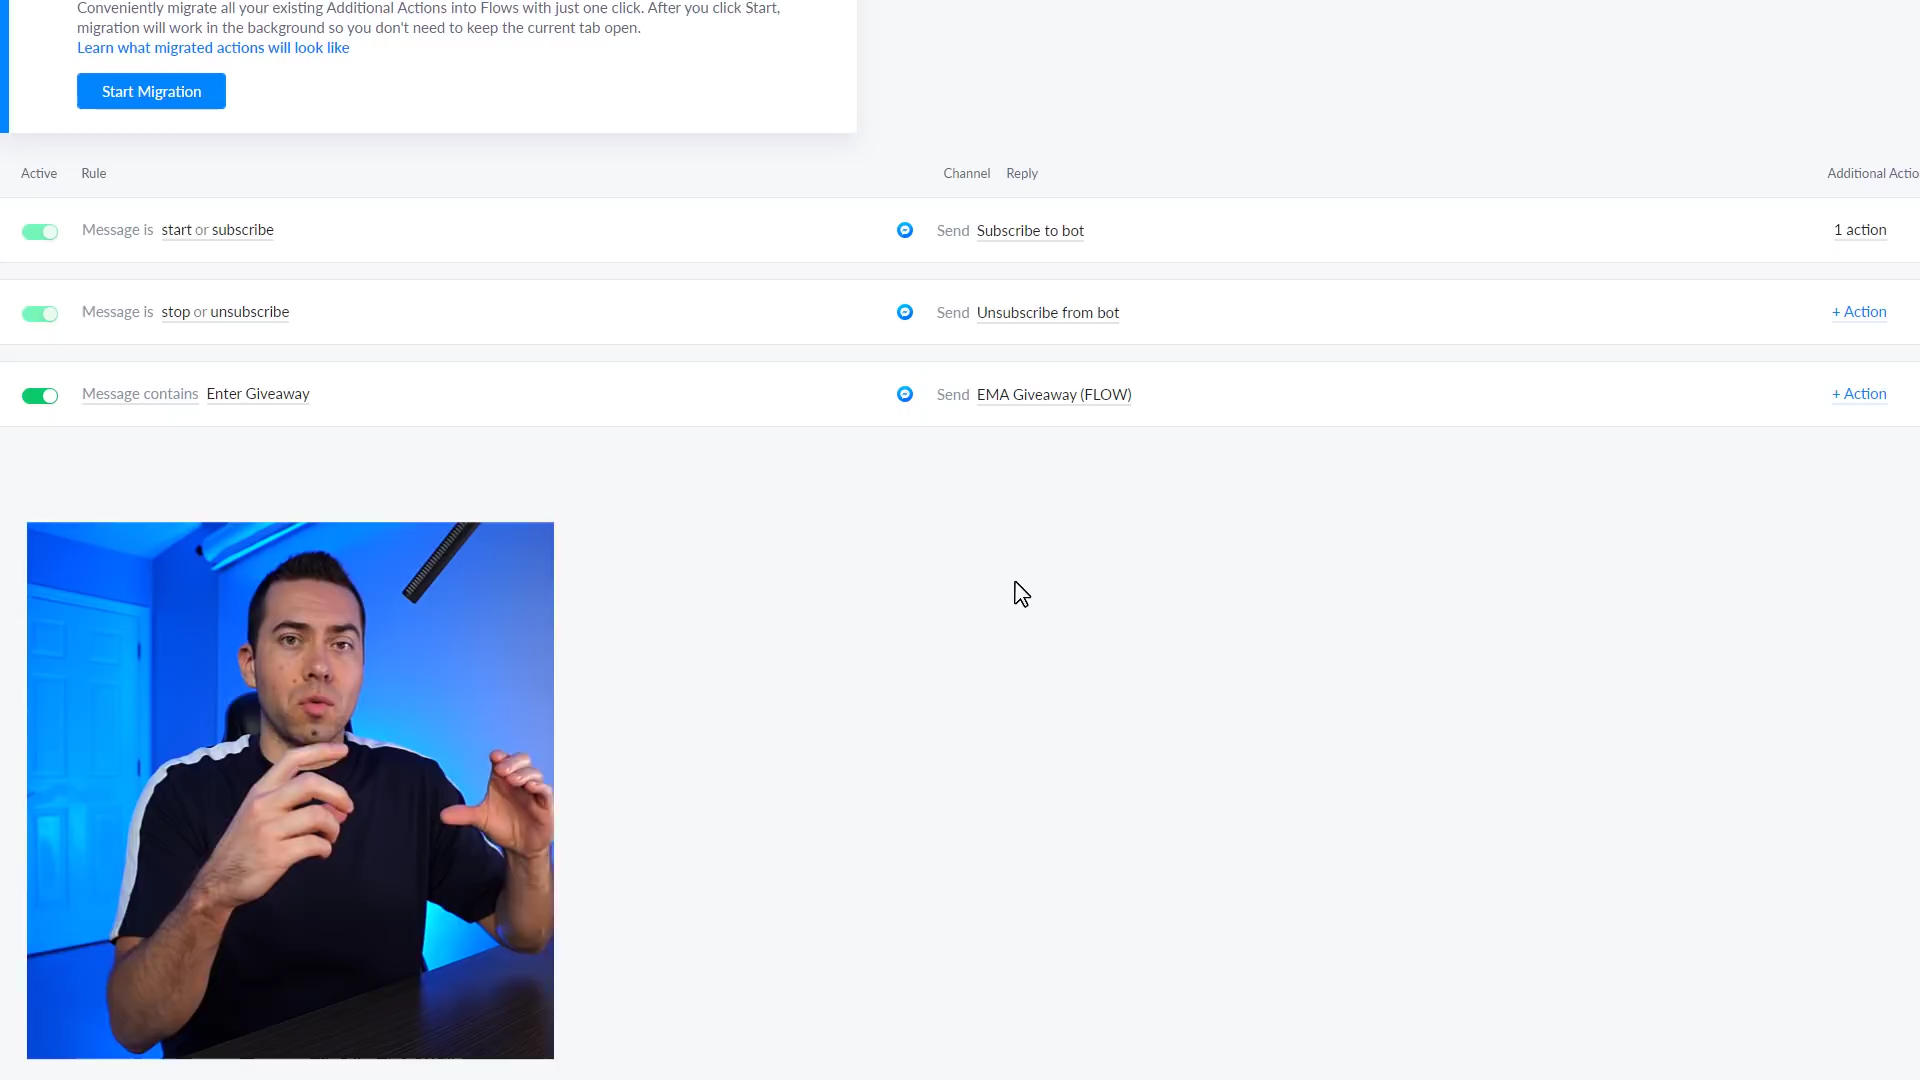 Conveniently migrate all your existing Additional Actions into Flows with just one click. After you click Start,
migration will work in the background so you don't need to keep the current tab open.
Learn what migrated actions will look like
Start Migration
Active Rule Channel Reply Additional Actio
Message is start or subscribe Send Subscribe to bot 1 action
Message is stop or unsubscribe Send Unsubscribe from bot + Action
Message contains Enter Giveaway Send EMA Giveaway (FLOW) + Action